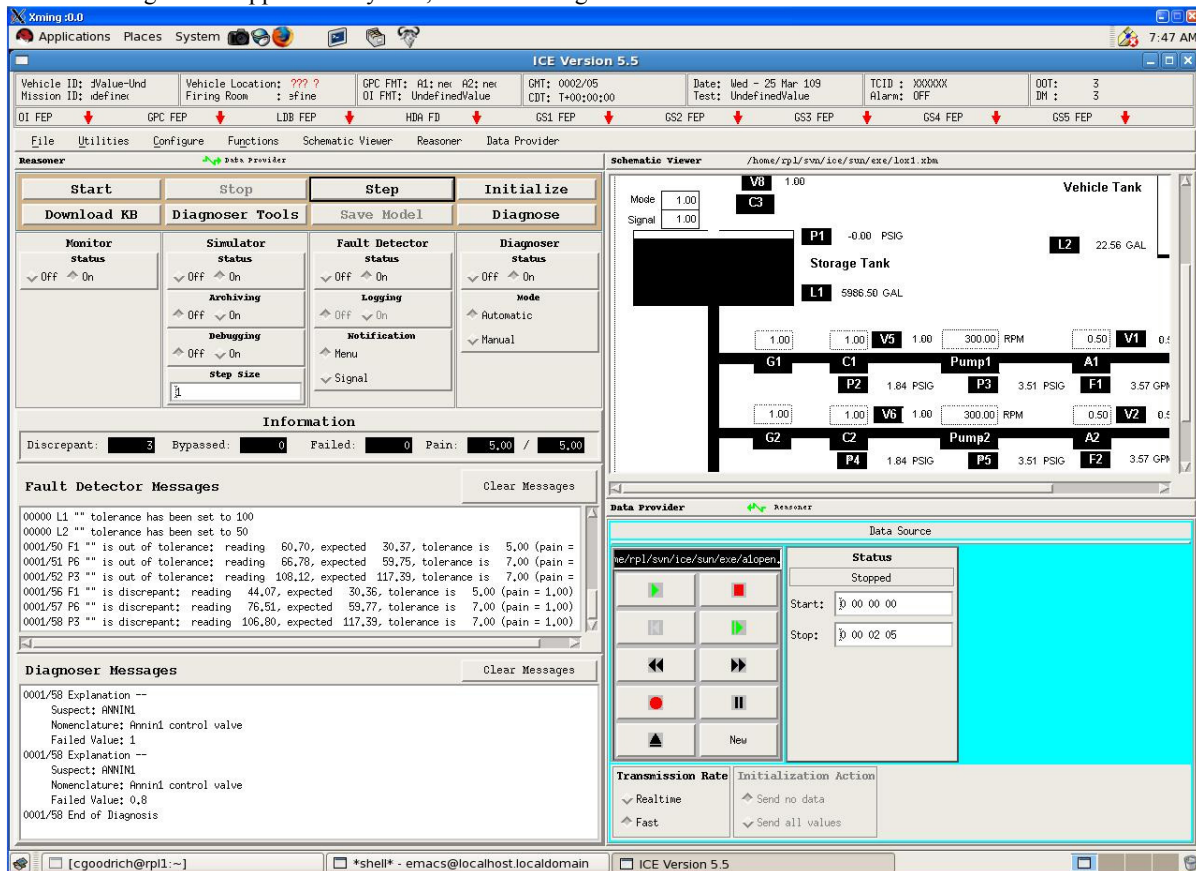 Xming :0.0
Applications Places System 7:47 AM
ICE Version 5.5
Vehicle ID: dValue-Und Vehicle Location: ??? ? GPC FMT: A1: nec A2: nec GMT: 0002/05 Date: Wed - 25 Mar 109 TCID : XXXXXX OOT: 3
Mission ID: idefinec Firing Room : efine OI FMT: UndefinedValue CDT: T+00:00:00 Test: UndefinedValue Alarm: OFF DM : 3
OI FEP GPC FEP LDB FEP HDA FD GS1 FEP GS2 FEP GS3 FEP GS4 FEP GS5 FEP
File Utilities Configure Functions Schematic Viewer Reasoner Data Provider
Reasoner Data Provider
Start Stop Step Initialize
Download KB Diagnoser Tools Save Model Diagnose
Monitor Simulator Fault Detector Diagnoser
Status Status Status Status
Off On Off On Off On Off On
Archiving Logging Mode
Off On Off On Automatic
Debugging Notification Manual
Off On Menu
Step Size Signal
1
Information
Discrepant: 3 Bypassed: 0 Failed: 0 Pain: 5.00 / 5.00
Fault Detector Messages Clear Messages
00000 L1 "" tolerance has been set to 100
00000 L2 "" tolerance has been set to 50
0001/50 F1 "" is out of tolerance: reading 60.70, expected 30.37, tolerance is 5.00 (pain =
0001/51 P6 "" is out of tolerance: reading 66.78, expected 59.75, tolerance is 7.00 (pain =
0001/52 P3 "" is out of tolerance: reading 108.12, expected 117.39, tolerance is 7.00 (pain =
0001/56 F1 "" is discrepant: reading 44.07, expected 30.36, tolerance is 5.00 (pain = 1.00)
0001/57 P6 "" is discrepant: reading 76.51, expected 59.77, tolerance is 7.00 (pain = 1.00)
0001/58 P3 "" is discrepant: reading 106.80, expected 117.39, tolerance is 7.00 (pain = 1.00)
Diagnoser Messages Clear Messages
0001/58 Explanation --
Suspect: ANNIN1
Nomenclature: Annin1 control valve
Failed Value: 1
0001/58 Explanation --
Suspect: ANNIN1
Nomenclature: Annin1 control valve
Failed Value: 0.8
0001/58 End of Diagnosis
Schematic Viewer /home/rpl/svn/ice/sun/exe/lox1.xbm
V8 1.00 Vehicle Tank
Mode 1.00 C3
Signal 1.00
P1 -0.00 PSIG
L2 22.56 GAL
Storage Tank
L1 5986.50 GAL
1.00 1.00 V5 1.00 300.00 RPM 0.50 V1
G1 C1 Pump1 A1
P2 1.84 PSIG P3 3.51 PSIG F1 3.57 GPM
1.00 1.00 V6 1.00 300.00 RPM 0.50 V2
G2 C2 Pump2 A2
P4 1.84 PSIG P5 3.51 PSIG F2 3.57 GPM
Data Provider Reasoner
Data Source
me/rpl/svn/ice/sun/exe/a1open. Status
Stopped
Start: 0 00 00 00
Stop: 0 00 02 05
New
Transmission Rate Initialization Action
Realtime Send no data
Fast Send all values
[cgoodrich@rpl1:~] *shell* - emacs@localhost.localdomain ICE Version 5.5